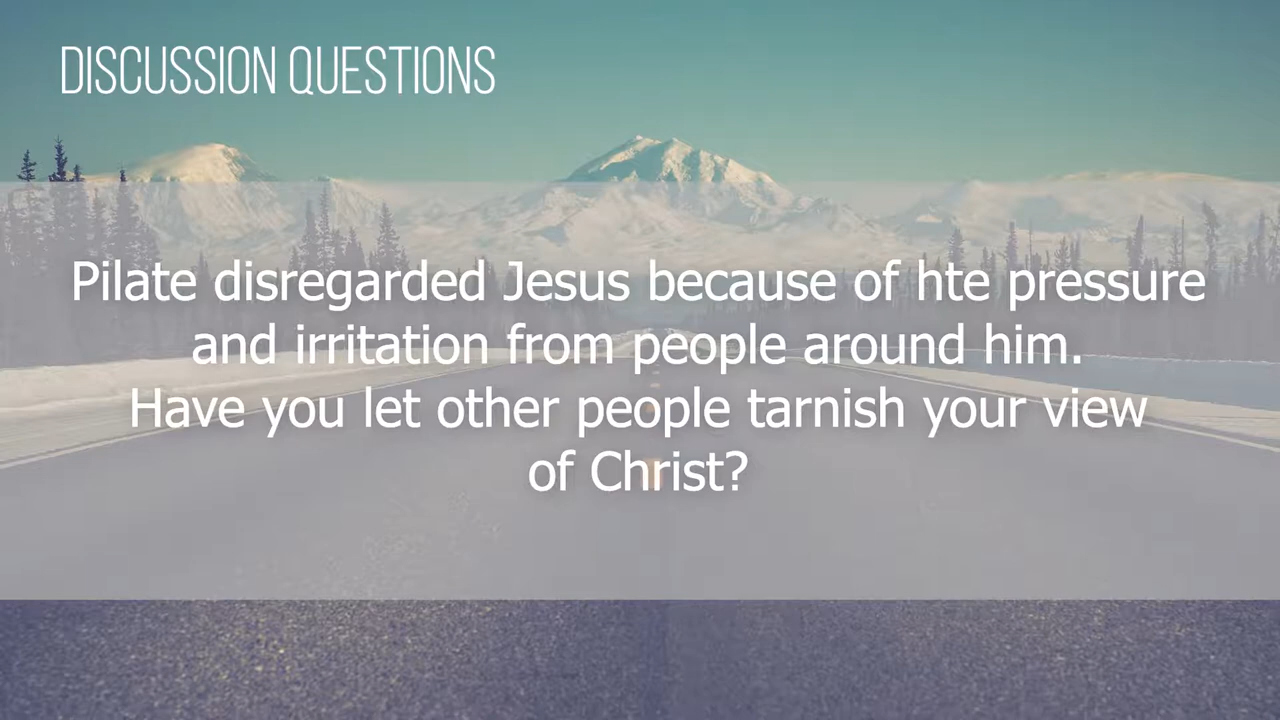 DISCUSSION QUESTIONS
Pilate disregarded Jesus because of hte pressure
and irritation from people around him.
Have you let other people tarnish your view
of Christ?